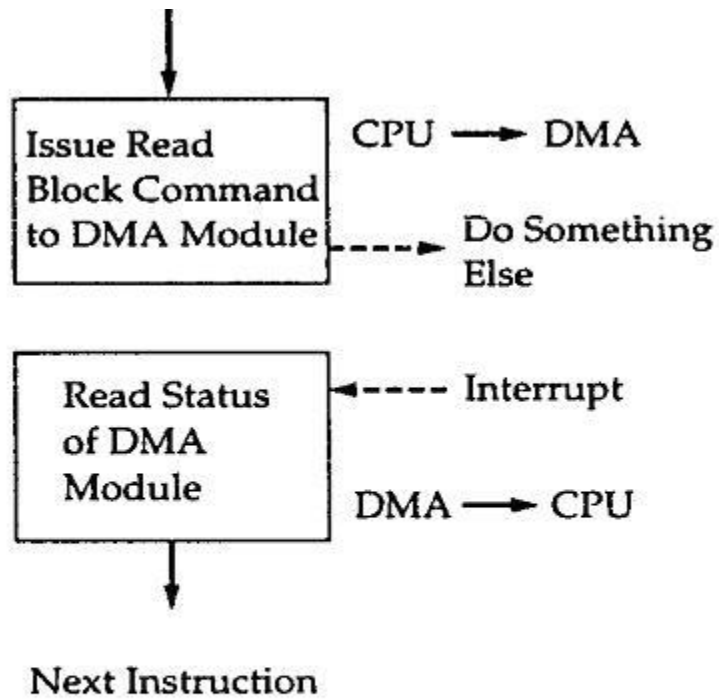 Issue Read
Block Command
to DMA Module
CPU → DMA
Do Something
Else
Read Status
of DMA
Module
Interrupt
DMA → CPU
Next Instruction